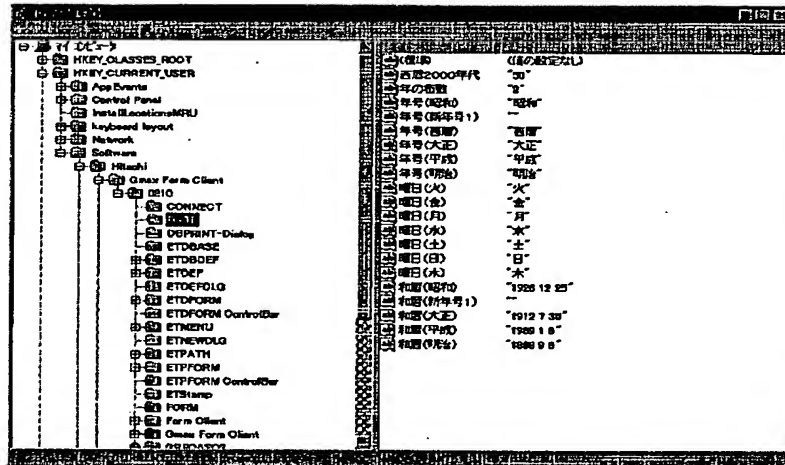 マイ コンピュータ
HKEY_CLASSES_ROOT
HKEY_CURRENT_USER
AppEvents
Control Panel
InstallLocationsMRU
keyboard layout
Network
Software
Hitachi
Gmax Form Client
0210
CONNECT
DBPRINT-Dialog
ETDBASE
ETDBDEF
ETDEF
ETDEFDLG
ETDFORM
ETDFORM ControlBar
ETMENU
ETNEWDLG
ETPATH
ETPFORM
ETPFORM ControlBar
ETStamp
FORM
Form Client
Gmax Form Client
(標準) (値の設定なし)
西暦2000年代 "30"
年の桁数
年号(昭和) "昭和"
年号(新年号1) ""
年号(西暦) "西暦"
年号(大正) "大正"
年号(平成) "平成"
年号(明治) "明治"
曜日(火) "火"
曜日(金) "金"
曜日(月) "月"
曜日(水) "水"
曜日(土) "土"
曜日(日) "日"
曜日(木) "木"
和暦(昭和) "1926 12 25"
和暦(新年号1) ""
和暦(大正) "1912 7 30"
和暦(平成) "1989 1 8"
和暦(明治) "1868 9 8"